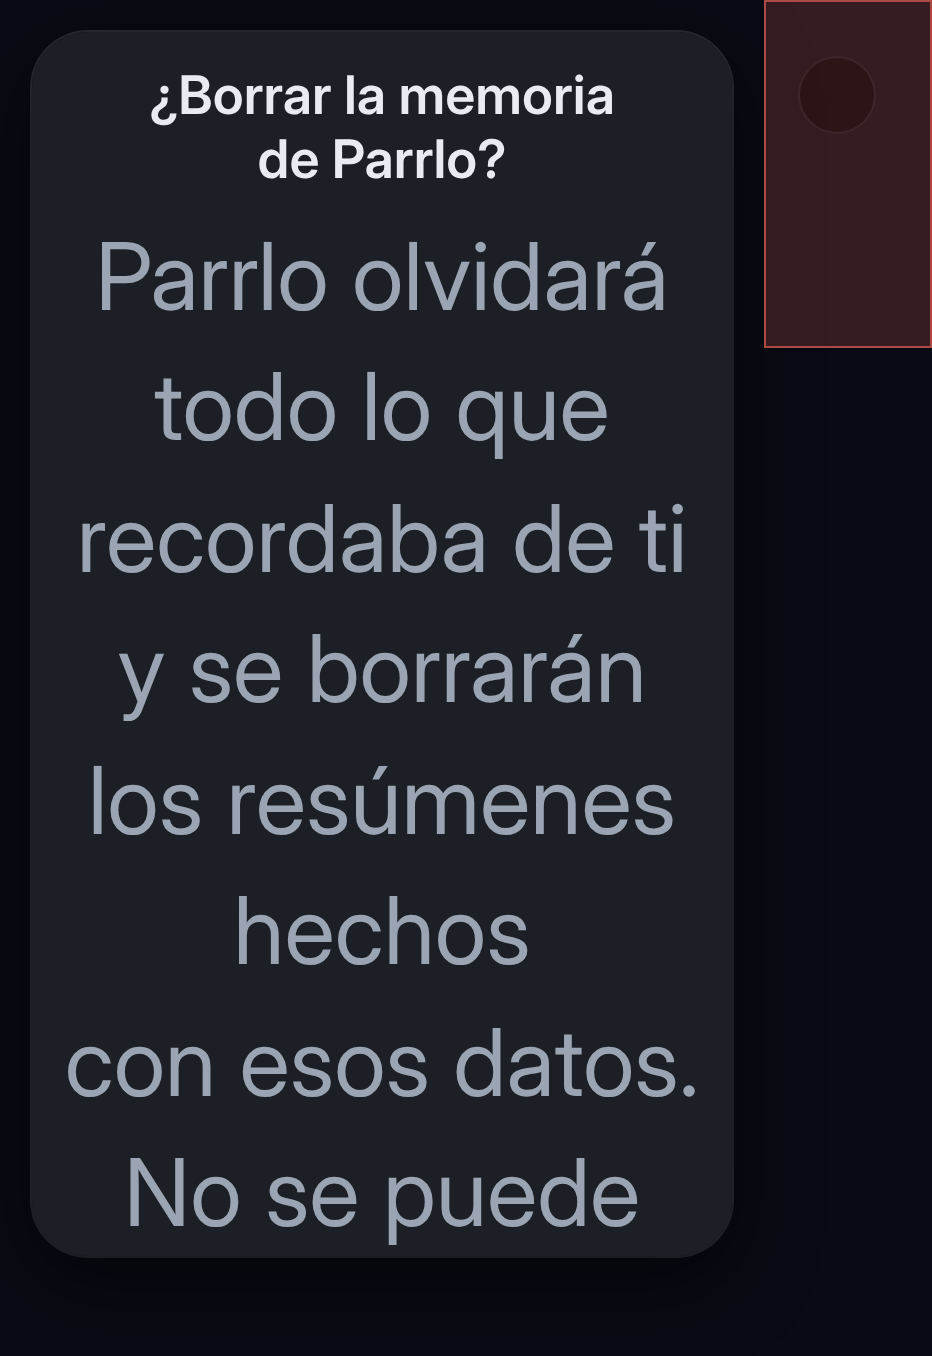 ¿Borrar la memoria
de Parrlo?
Parrlo olvidará
todo lo que
recordaba de ti
y se borrarán
los resúmenes
hechos
con esos datos.
No se puede